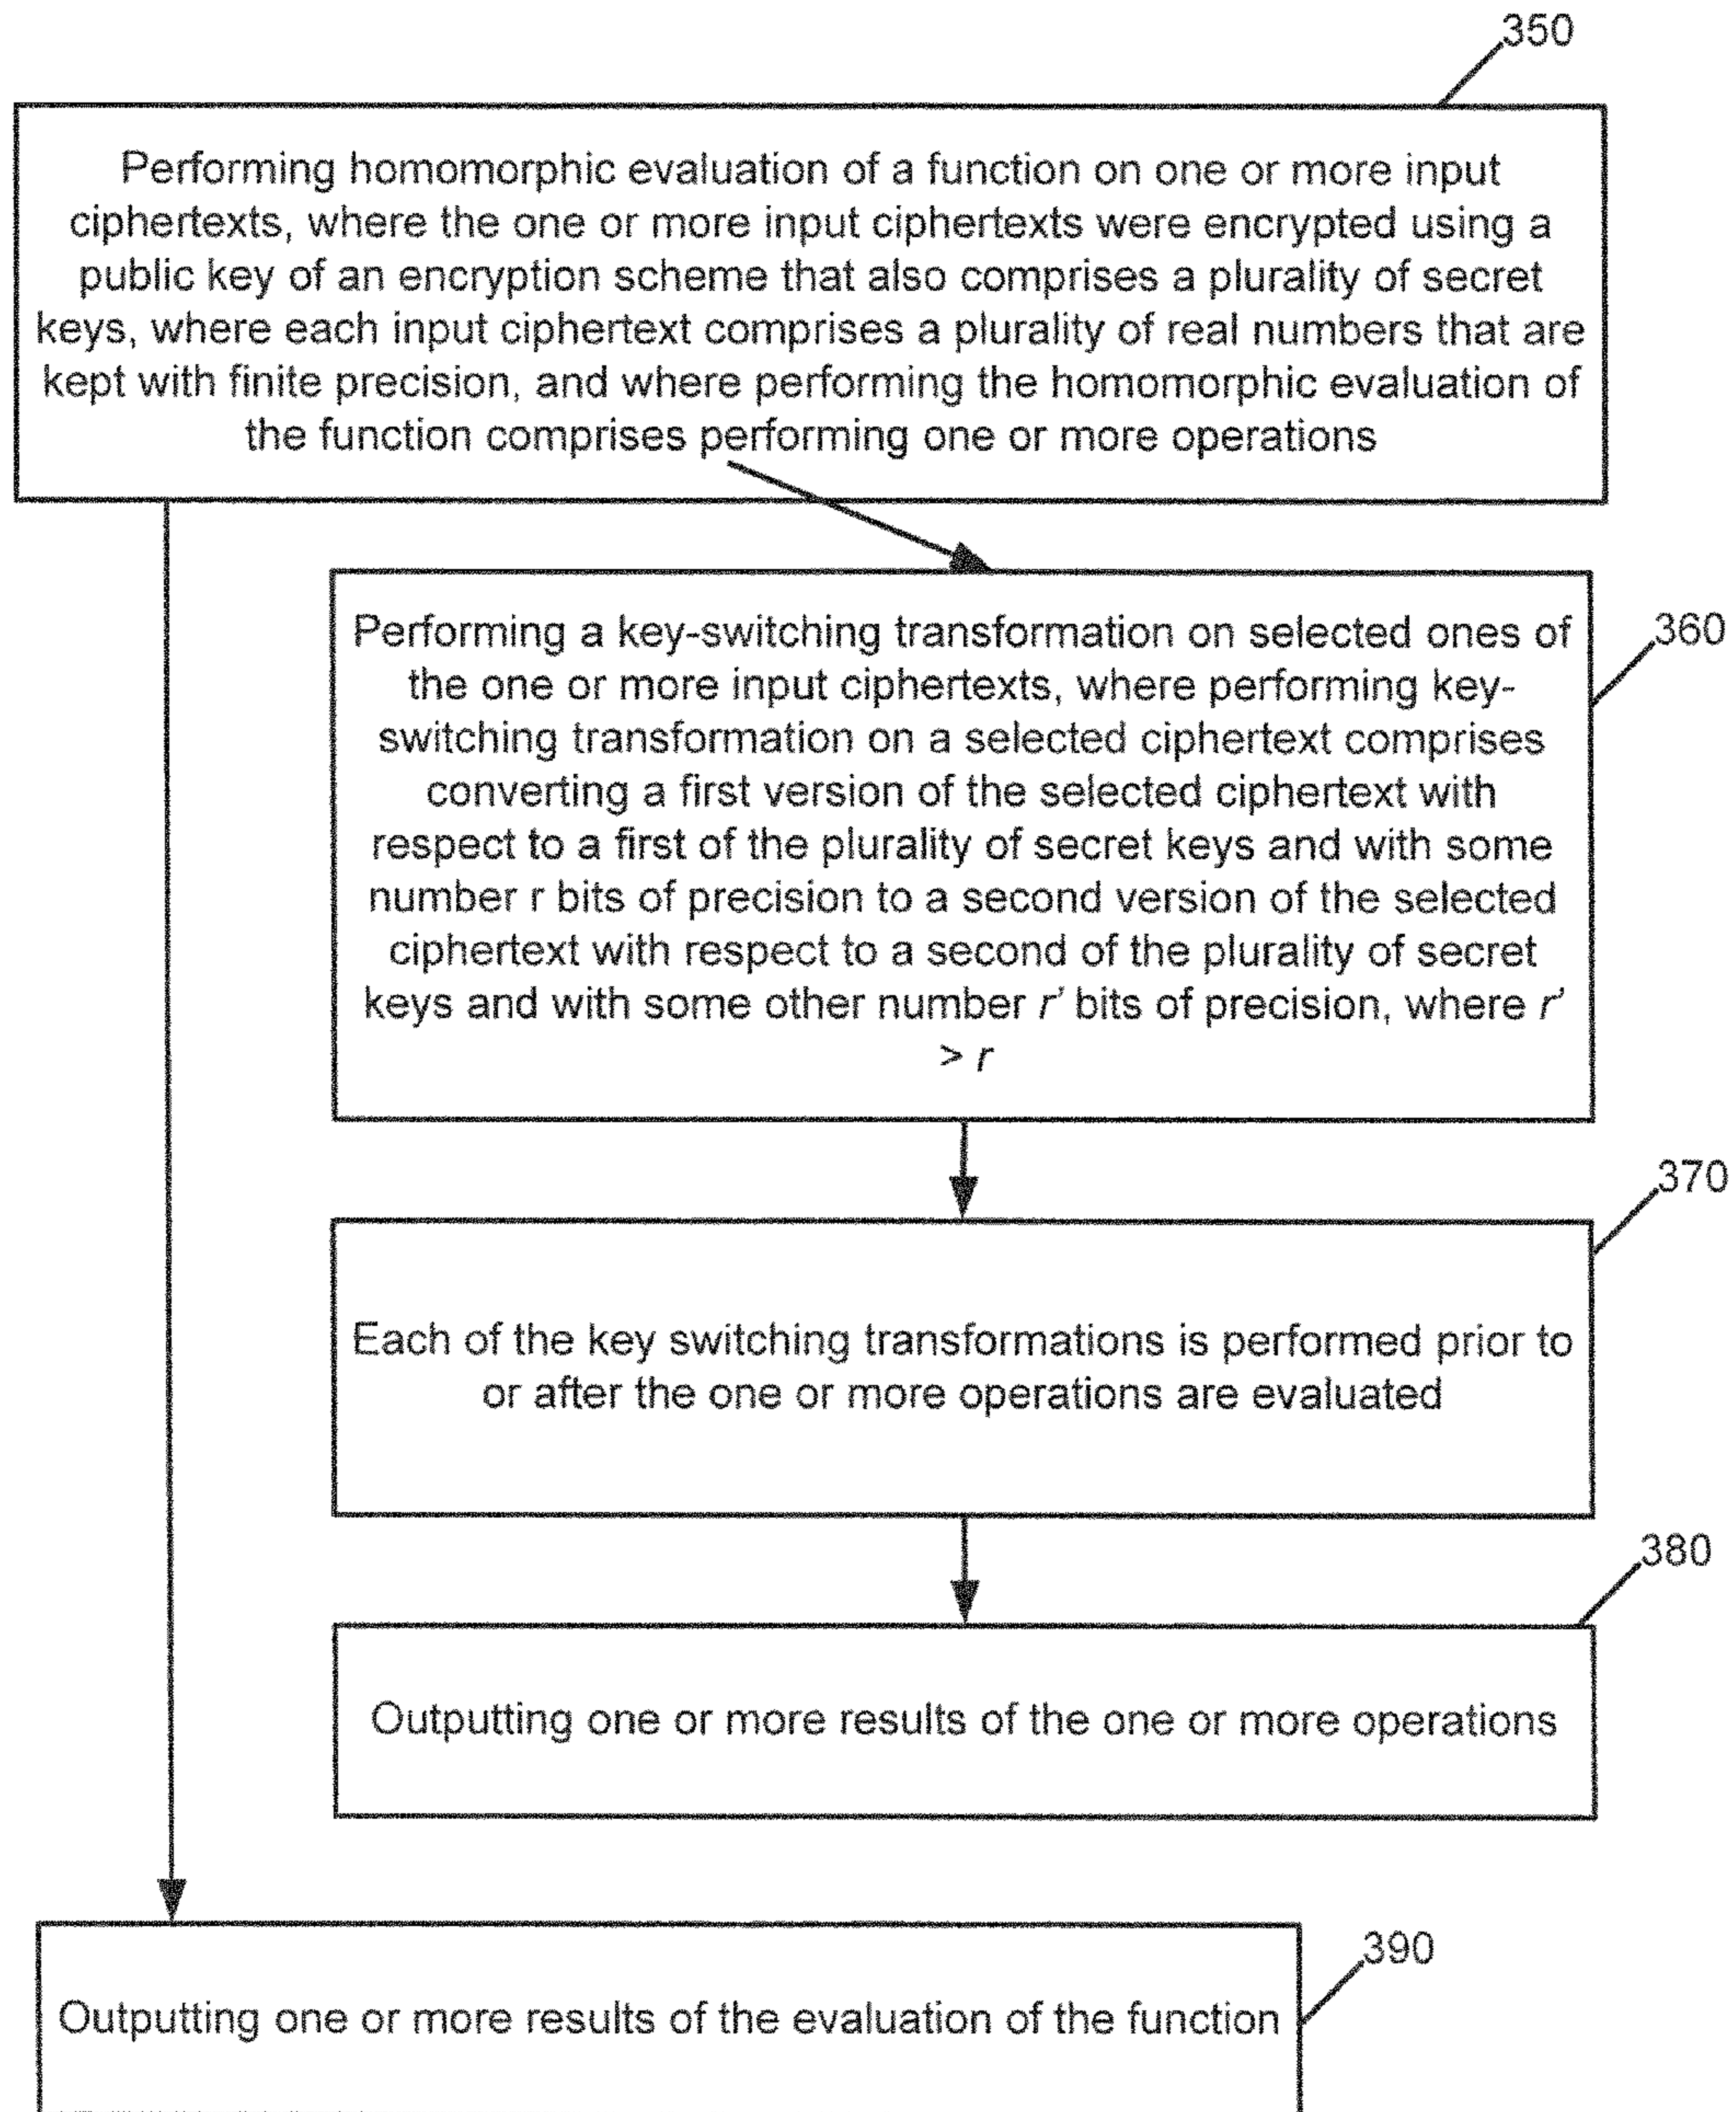 350
Performing homomorphic evaluation of a function on one or more input
ciphertexts, where the one or more input ciphertexts were encrypted using a
public key of an encryption scheme that also comprises a plurality of secret
keys, where each input ciphertext comprises a plurality of real numbers that are
kept with finite precision, and where performing the homomorphic evaluation of
the function comprises performing one or more operations
360
Performing a key-switching transformation on selected ones of
the one or more input ciphertexts, where performing key-
switching transformation on a selected ciphertext comprises
converting a first version of the selected ciphertext with
respect to a first of the plurality of secret keys and with some
number r bits of precision to a second version of the selected
ciphertext with respect to a second of the plurality of secret
keys and with some other number r' bits of precision, where r'
> r
370
Each of the key switching transformations is performed prior to
or after the one or more operations are evaluated
380
Outputting one or more results of the one or more operations
390
Outputting one or more results of the evaluation of the function